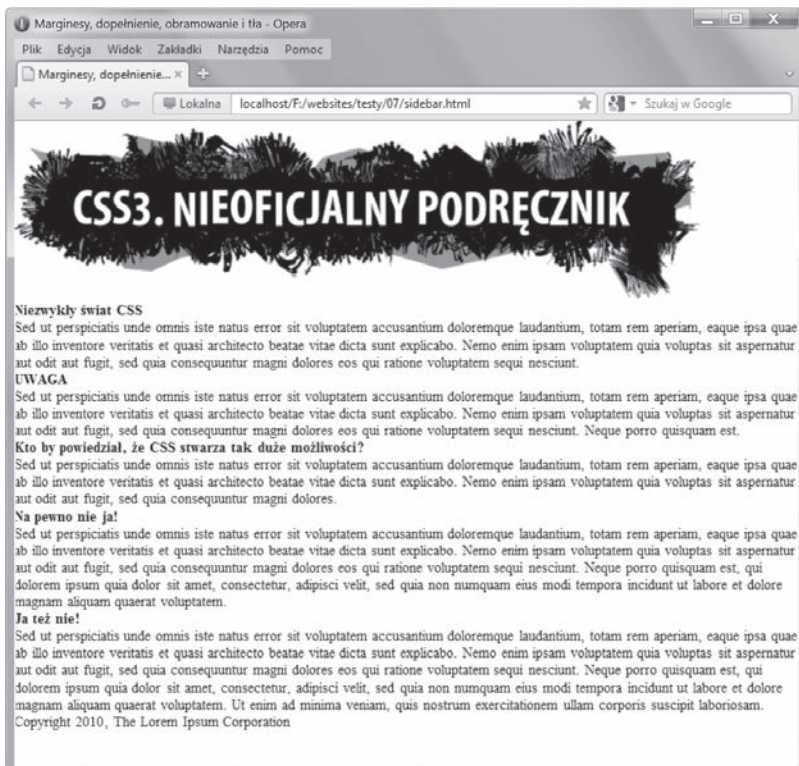 Marginesy, dopełnienie, obramowanie i tła - Opera
Plik Edycja Widok Zakładki Narzędzia Pomoc
Marginesy, dopełnienie... ×
Lokalna localhost/F:/websites/testy/07/sidebar.html Szukaj w Google
CSS3. NIEOFICJALNY PODRĘCZNIK
Niezwykły świat CSS
Sed ut perspiciatis unde omnis iste natus error sit voluptatem accusantium doloremque laudantium, totam rem aperiam, eaque ipsa quae
ab illo inventore veritatis et quasi architecto beatae vitae dicta sunt explicabo. Nemo enim ipsam voluptatem quia voluptas sit aspernatur
aut odit aut fugit, sed quia consequuntur magni dolores eos qui ratione voluptatem sequi nesciunt.
UWAGA
Sed ut perspiciatis unde omnis iste natus error sit voluptatem accusantium doloremque laudantium, totam rem aperiam, eaque ipsa quae
ab illo inventore veritatis et quasi architecto beatae vitae dicta sunt explicabo. Nemo enim ipsam voluptatem quia voluptas sit aspernatur
aut odit aut fugit, sed quia consequuntur magni dolores eos qui ratione voluptatem sequi nesciunt. Neque porro quisquam est.
Kto by powiedział, że CSS stwarza tak duże możliwości?
Sed ut perspiciatis unde omnis iste natus error sit voluptatem accusantium doloremque laudantium, totam rem aperiam, eaque ipsa quae
ab illo inventore veritatis et quasi architecto beatae vitae dicta sunt explicabo. Nemo enim ipsam voluptatem quia voluptas sit aspernatur
aut odit aut fugit, sed quia consequuntur magni dolores.
Na pewno nie ja!
Sed ut perspiciatis unde omnis iste natus error sit voluptatem accusantium doloremque laudantium, totam rem aperiam, eaque ipsa quae
ab illo inventore veritatis et quasi architecto beatae vitae dicta sunt explicabo. Nemo enim ipsam voluptatem quia voluptas sit aspernatur
aut odit aut fugit, sed quia consequuntur magni dolores eos qui ratione voluptatem sequi nesciunt. Neque porro quisquam est, qui
dolorem ipsum quia dolor sit amet, consectetur, adipisci velit, sed quia non numquam eius modi tempora incidunt ut labore et dolore
magnam aliquam quaerat voluptatem.
Ja też nie!
Sed ut perspiciatis unde omnis iste natus error sit voluptatem accusantium doloremque laudantium, totam rem aperiam, eaque ipsa quae
ab illo inventore veritatis et quasi architecto beatae vitae dicta sunt explicabo. Nemo enim ipsam voluptatem quia voluptas sit aspernatur
aut odit aut fugit, sed quia consequuntur magni dolores eos qui ratione voluptatem sequi nesciunt. Neque porro quisquam est, qui
dolorem ipsum quia dolor sit amet, consectetur, adipisci velit, sed quia non numquam eius modi tempora incidunt ut labore et dolore
magnam aliquam quaerat voluptatem. Ut enim ad minima veniam, quis nostrum exercitationem ullam corporis suscipit laboriosam.
Copyright 2010, The Lorem Ipsum Corporation